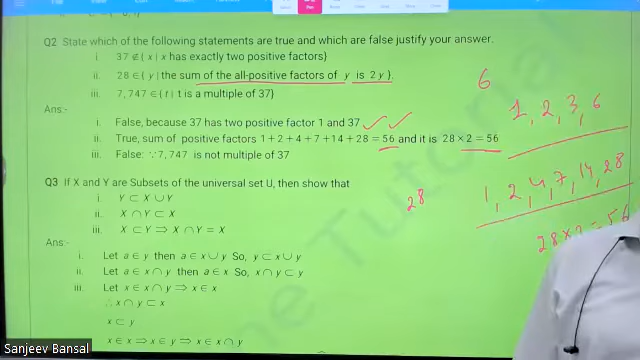 Q2 State which of the following statements are true and which are false justify your answer.
i. 37 ∉{ x ∣ x has exactly two positive factors}
ii. 28 ∈ { y ∣ the sum of the all-positive factors of y is 2 y }.
iii. 7,747 ∈{ t ∣ t is a multiple of 37}
Ans:-
i. False, because 37 has two positive factor 1 and 37
ii. True, sum of positive factors 1 + 2 + 4 + 7 + 14 + 28 = 56 and it is 28 × 2 = 56
iii. False: ∵ 7,747 is not multiple of 37
Q3 If X and Y are Subsets of the universal set U, then show that
i. Y ⊂ X ∪ Y
ii. X ∩ Y ⊂ X
iii. X ⊂ Y ⟹ X ∩ Y = X
Ans:-
i. Let a ∈ y then a ∈ x ∪ y So, y ⊂ x ∪ y
ii. Let a ∈ x ∩ y then a ∈ x So, x ∩ y ⊂ y
iii. Let x ∈ x ∩ y ⟹ x ∈ x
∴ x ∩ y ⊂ x
x ⊂ y
x ∈ x ⟹ x ∈ y ⟹ x ∈ x ∩ y
6
1, 2, 3, 6
28
1, 2, 4, 7, 14, 28
28×2 = 56
Sanjeev Bansal